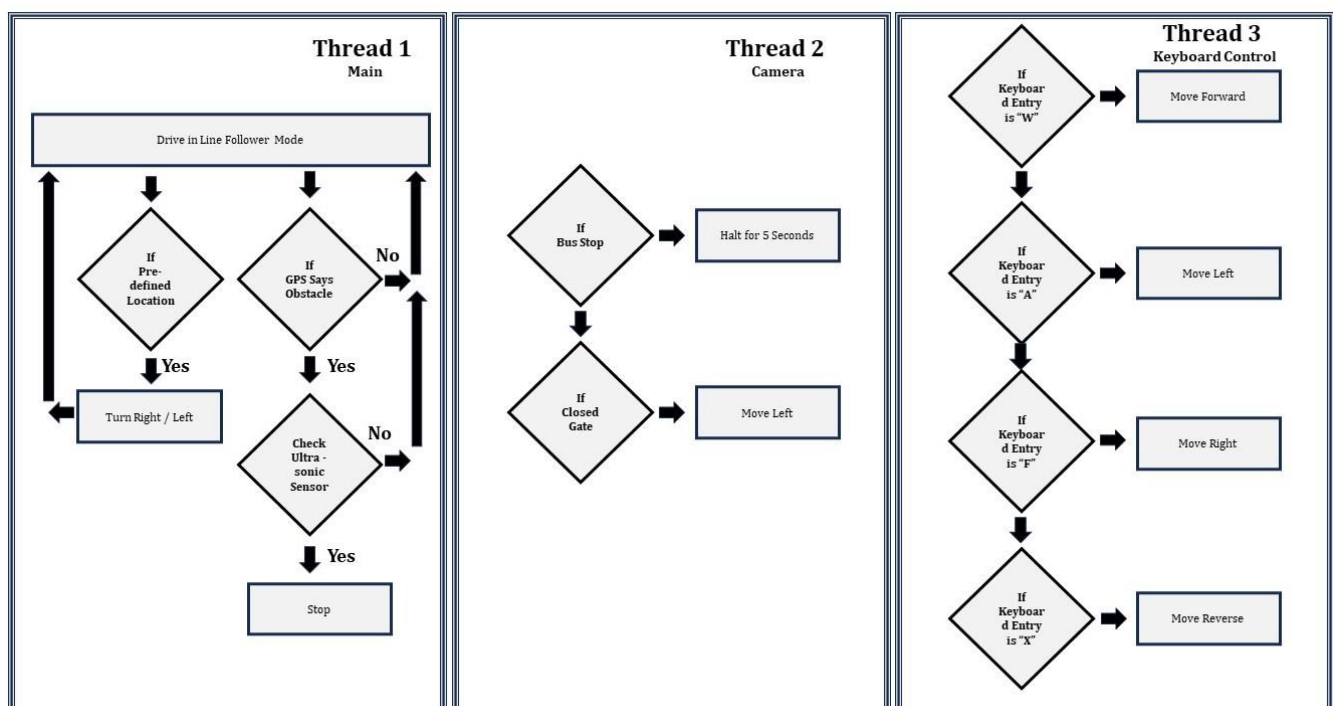 Thread 1
Main
Drive in Line Follower Mode
If
Pre-
defined
Location
Yes
Turn Right / Left
If
GPS Says
Obstacle
No
Yes
Check
Ultra -
sonic
Sensor
No
Yes
Stop
Thread 2
Camera
If
Bus Stop
Halt for 5 Seconds
If
Closed
Gate
Move Left
Thread 3
Keyboard Control
If
Keyboar
d Entry
is “W”
Move Forward
If
Keyboar
d Entry
is “A”
Move Left
If
Keyboar
d Entry
is “F”
Move Right
If
Keyboar
d Entry
is “X”
Move Reverse